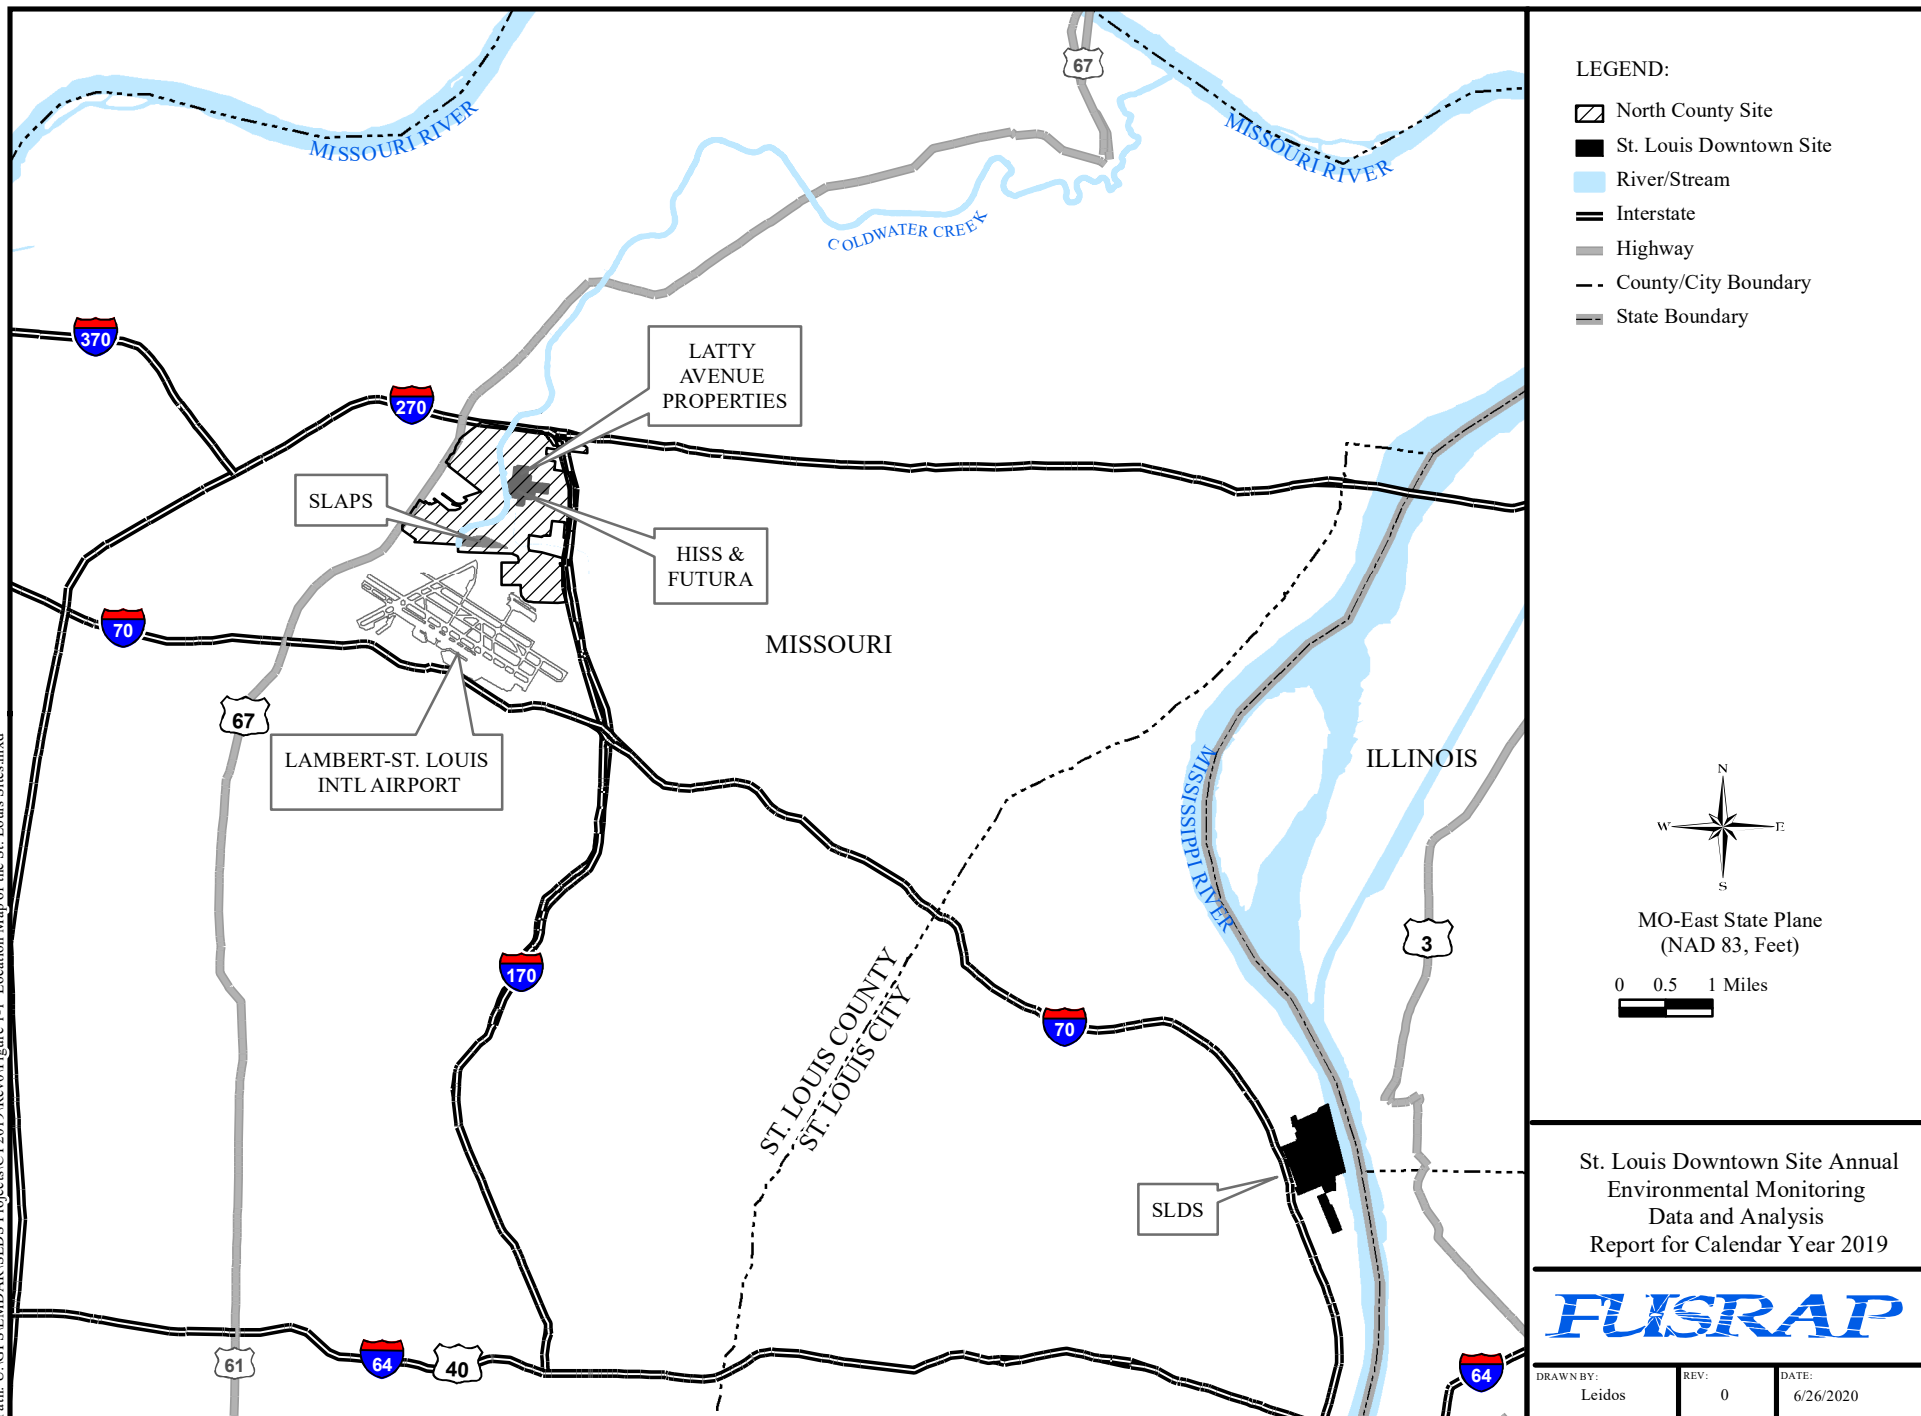 67
MISSOURI RIVER
MISSOURI RIVER
COLDWATER CREEK
370
270
LATTY
AVENUE
PROPERTIES
SLAPS
HISS &
FUTURA
70
MISSOURI
67
LAMBERT-ST. LOUIS
INTL AIRPORT
ILLINOIS
MISSISSIPPI RIVER
3
170
ST. LOUIS COUNTY
ST. LOUIS CITY
70
SLDS
61
64
40
64
LEGEND:
North County Site
St. Louis Downtown Site
River/Stream
Interstate
Highway
County/City Boundary
State Boundary
N
W E
S
MO-East State Plane
(NAD 83, Feet)
0 0.5 1 Miles
St. Louis Downtown Site Annual
Environmental Monitoring
Data and Analysis
Report for Calendar Year 2019
FUSRAP
DRAWN BY:
Leidos
REV:
0
DATE:
6/26/2020